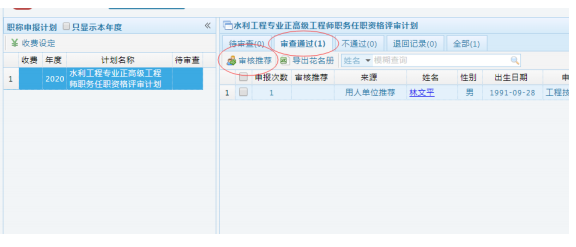 职称申报计划 只显示本年度 «
¥ 收费设定
收费 年度 计划名称 待审查
1 2020 水利工程专业正高级工程
师职务任职资格评审计划
水利工程专业正高级工程师职务任职资格评审计划
待审查(0) 审查通过(1) 不通过(0) 退回记录(0) 全部(1)
审核推荐 导出花名册 姓名 模糊查询
申报次数 审核推荐 来源 姓名 性别 出生日期 申
1 1 用人单位推荐 林文平 男 1991-09-28 工程技